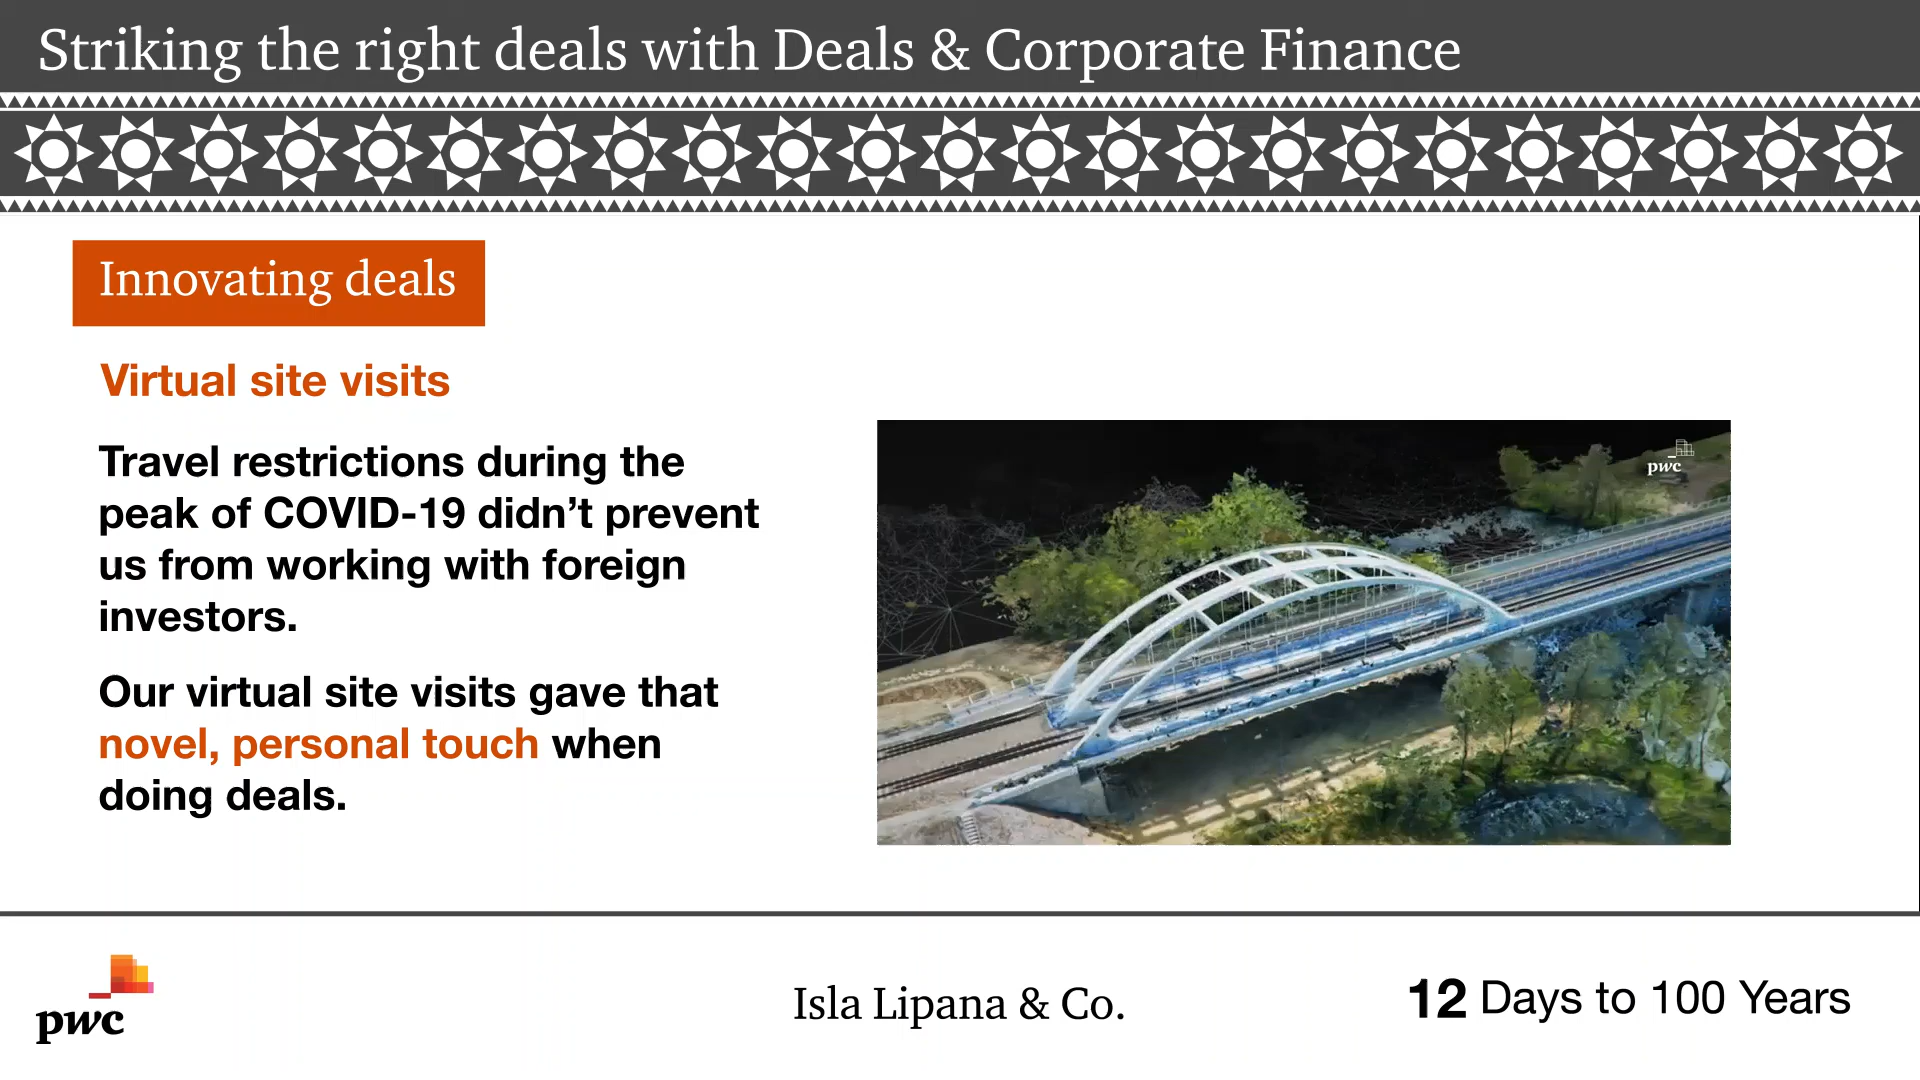 Striking the right deals with Deals & Corporate Finance
Innovating deals
Virtual site visits
Travel restrictions during the
peak of COVID-19 didn't prevent
us from working with foreign
investors.
Our virtual site visits gave that
novel, personal touch when
doing deals.
pwc
pwc
Isla Lipana & Co.
12 Days to 100 Years